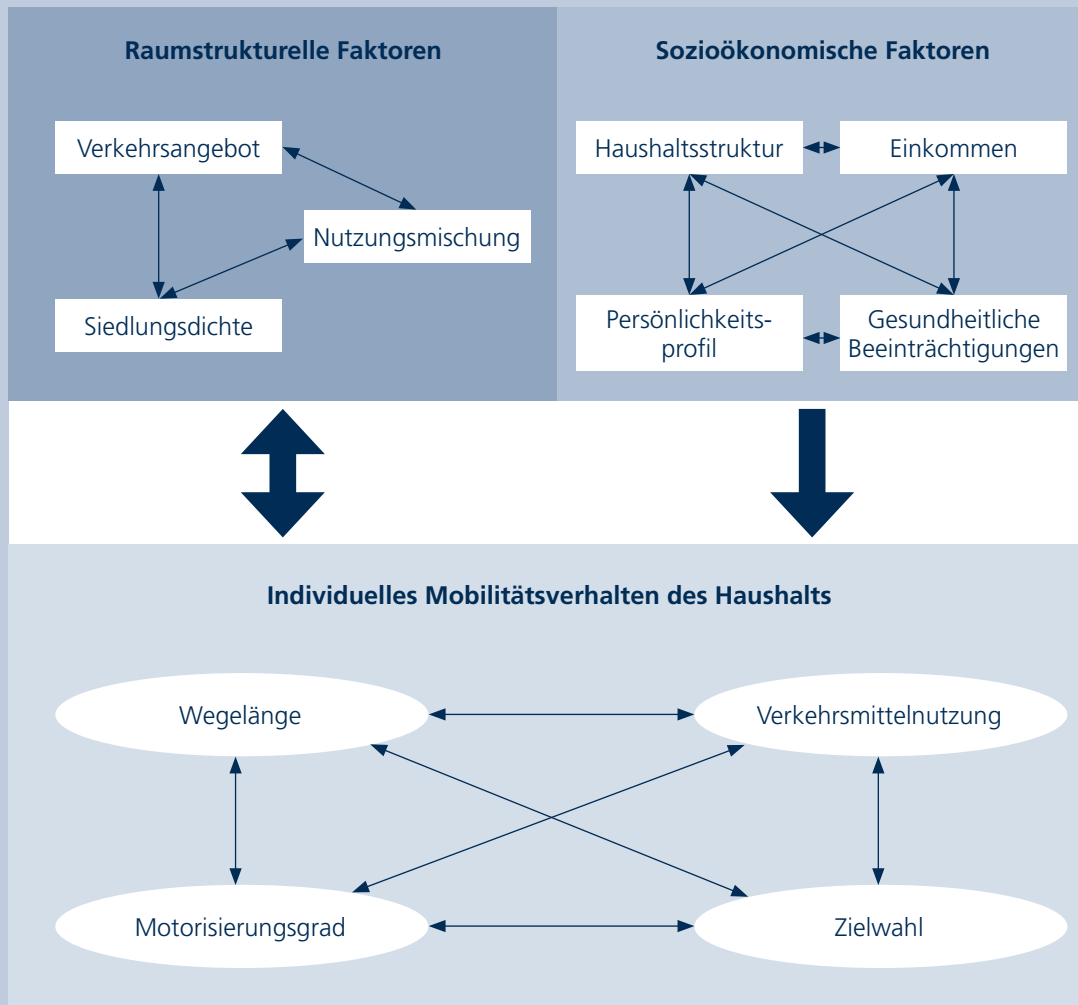 Raumstrukturelle Faktoren
Verkehrsangebot
Nutzungsmischung
Siedlungsdichte
Sozioökonomische Faktoren
Haushaltsstruktur
Einkommen
Persönlichkeits-
profil
Gesundheitliche
Beeinträchtigungen
Individuelles Mobilitätsverhalten des Haushalts
Wegelänge
Verkehrsmittelnutzung
Motorisierungsgrad
Zielwahl